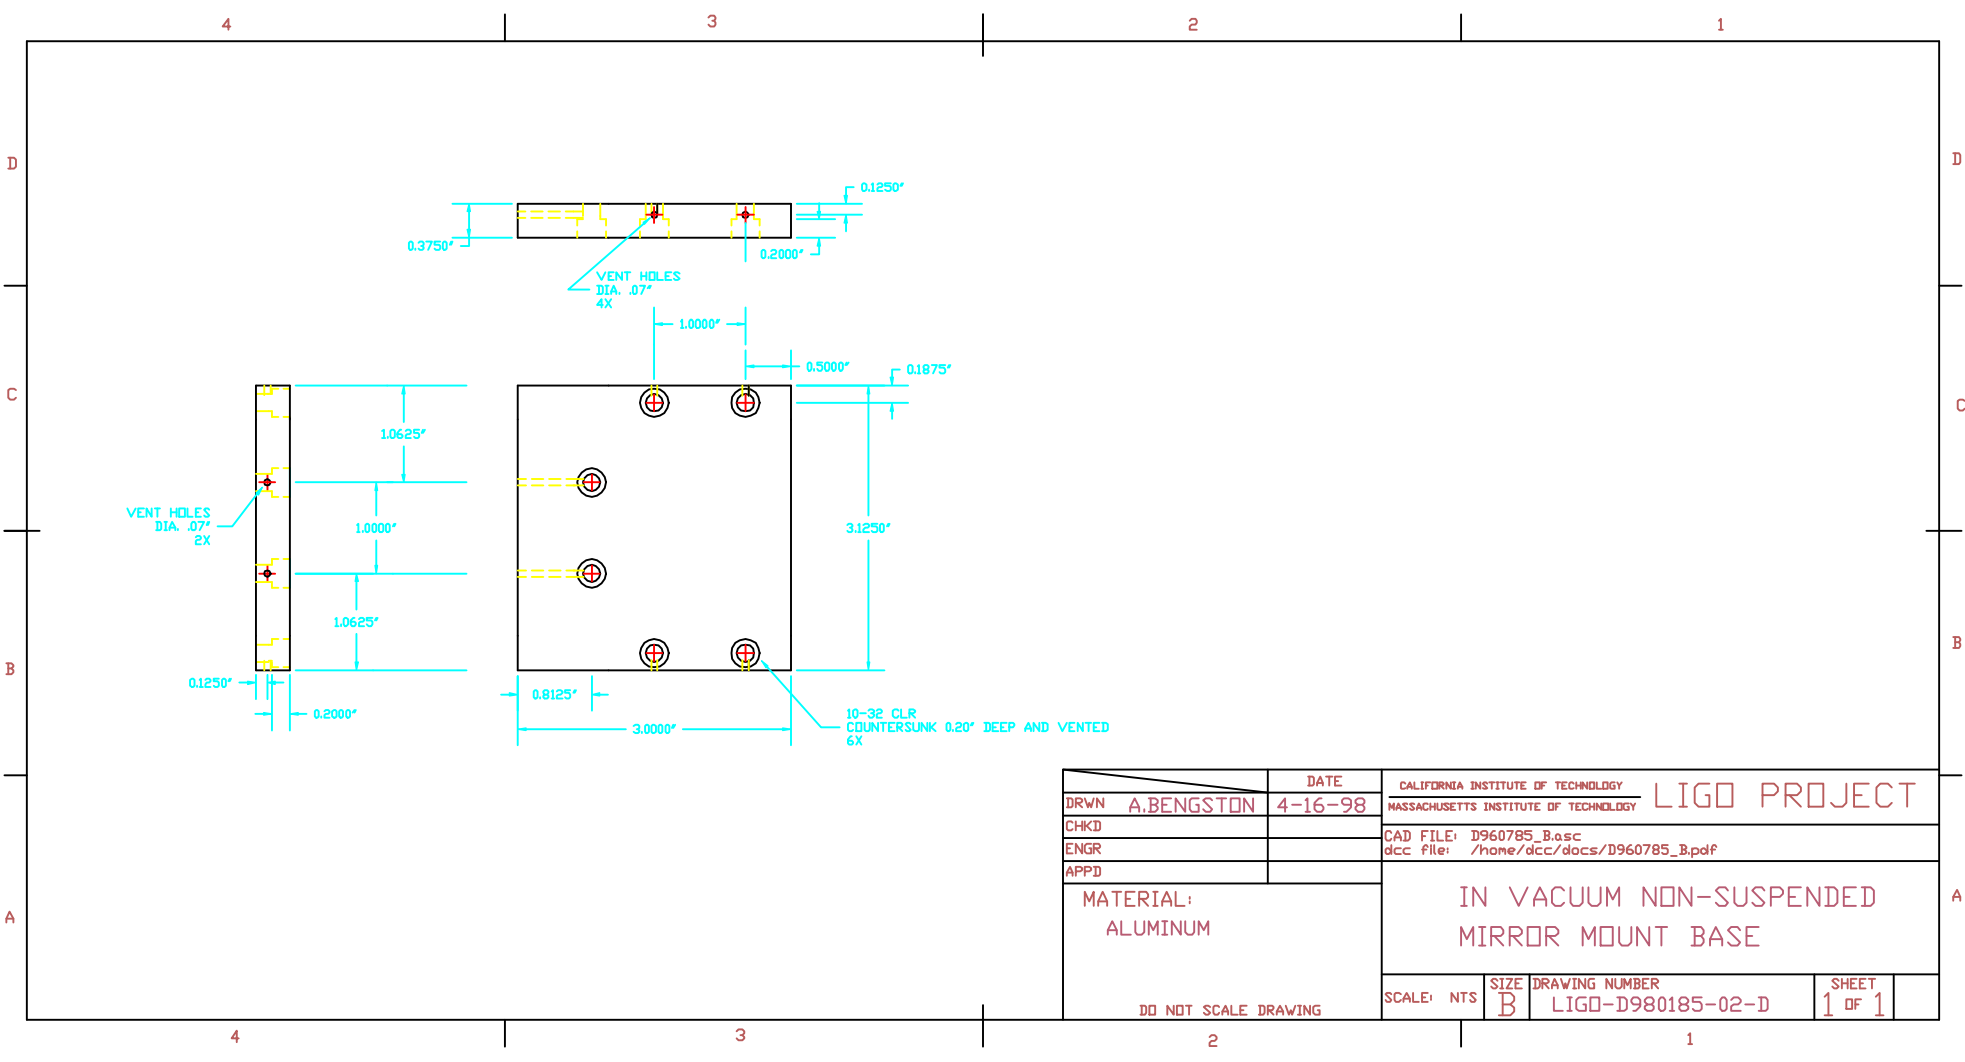 4 3 2 1
D D
0.1250"
0.3750"
0.2000"
VENT HOLES
DIA. .07"
4X
1.0000"
0.5000"
0.1875"
C C
1.0625"
VENT HOLES
DIA. .07"
2X
1.0000"
3.1250"
1.0625"
B B
0.1250"
0.2000"
0.8125"
3.0000"
10-32 CLR
COUNTERSUNK 0.20" DEEP AND VENTED
6X
DATE
DRWN A.BENGSTON 4-16-98
CHKD
ENGR
APPD
CALIFORNIA INSTITUTE OF TECHNOLOGY
MASSACHUSETTS INSTITUTE OF TECHNOLOGY
LIGO PROJECT
CAD FILE: D960785_B.asc
dcc file: /home/dcc/docs/D960785_B.pdf
MATERIAL:
ALUMINUM
IN VACUUM NON-SUSPENDED
MIRROR MOUNT BASE
A A
DO NOT SCALE DRAWING
SCALE: NTS
SIZE
B
DRAWING NUMBER
LIGO-D980185-02-D
SHEET
1 OF 1
4 3 2 1